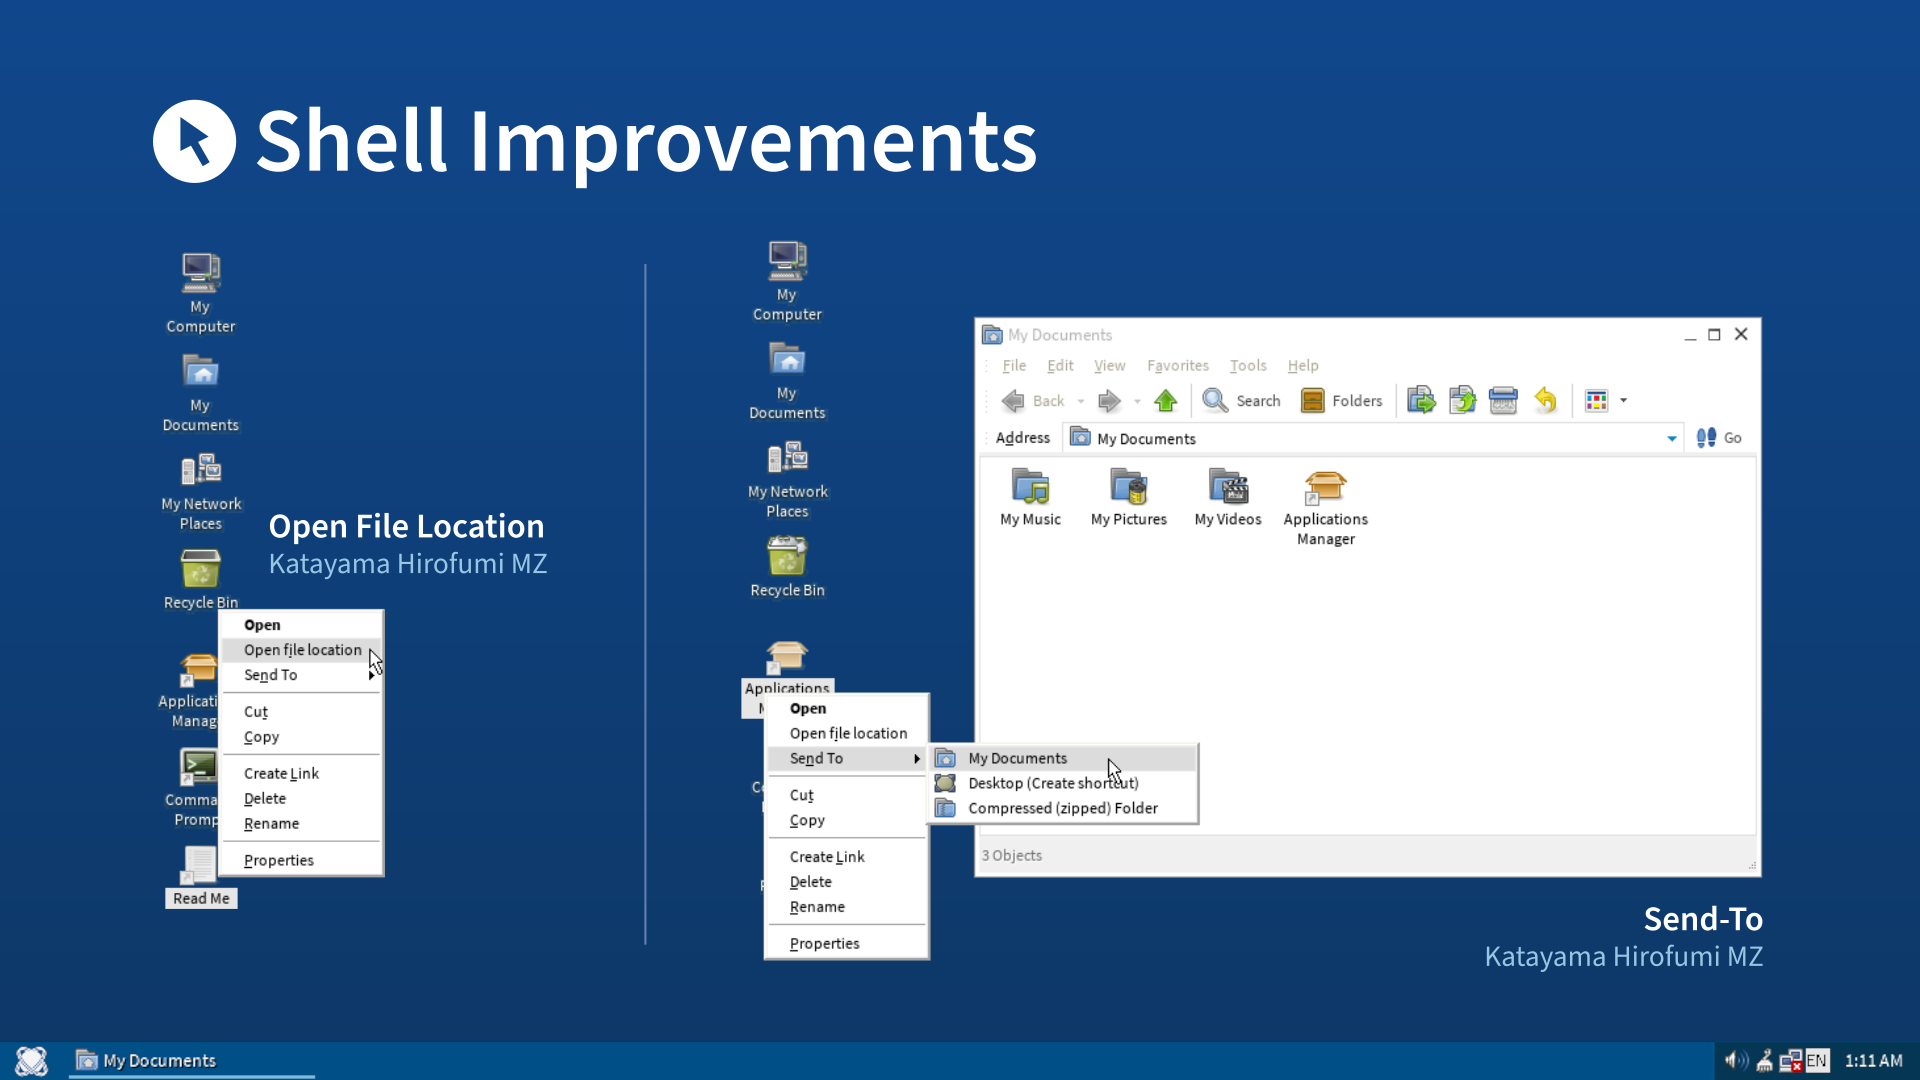 Shell Improvements
My
Computer
My
Documents
My Network
Places
Recycle Bin
Open File Location
Katayama Hirofumi MZ
Open
Open file location
Send To
Cut
Copy
Create Link
Delete
Rename
Properties
Read Me
My
Computer
My
Documents
My Network
Places
Recycle Bin
Applications
Open
Open file location
Send To
Cut
Copy
Create Link
Delete
Rename
Properties
My Documents
Desktop (Create shortcut)
Compressed (zipped) Folder
My Documents
File Edit View Favorites Tools Help
Back Search Folders
Address My Documents Go
My Music My Pictures My Videos Applications
Manager
3 Objects
Send-To
Katayama Hirofumi MZ
My Documents EN 1:11 AM